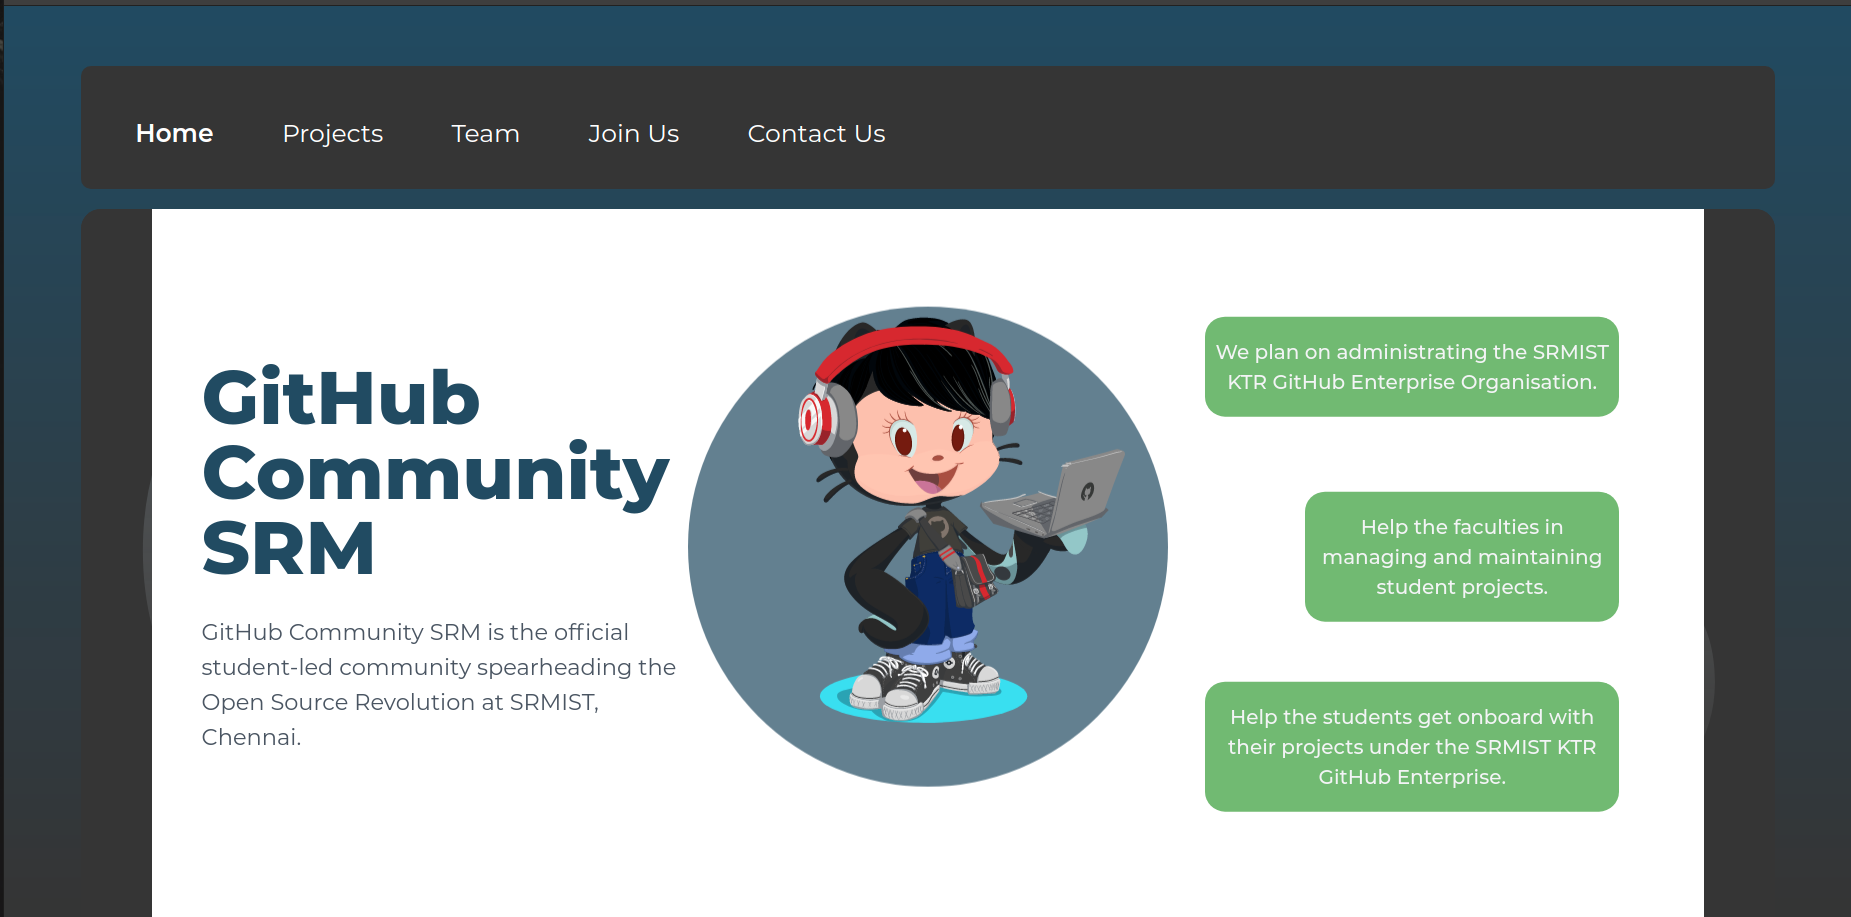 Home Projects Team Join Us Contact Us
GitHub
Community
SRM
GitHub Community SRM is the official
student-led community spearheading the
Open Source Revolution at SRMIST,
Chennai.
We plan on administrating the SRMIST
KTR GitHub Enterprise Organisation.
Help the faculties in
managing and maintaining
student projects.
Help the students get onboard with
their projects under the SRMIST KTR
GitHub Enterprise.